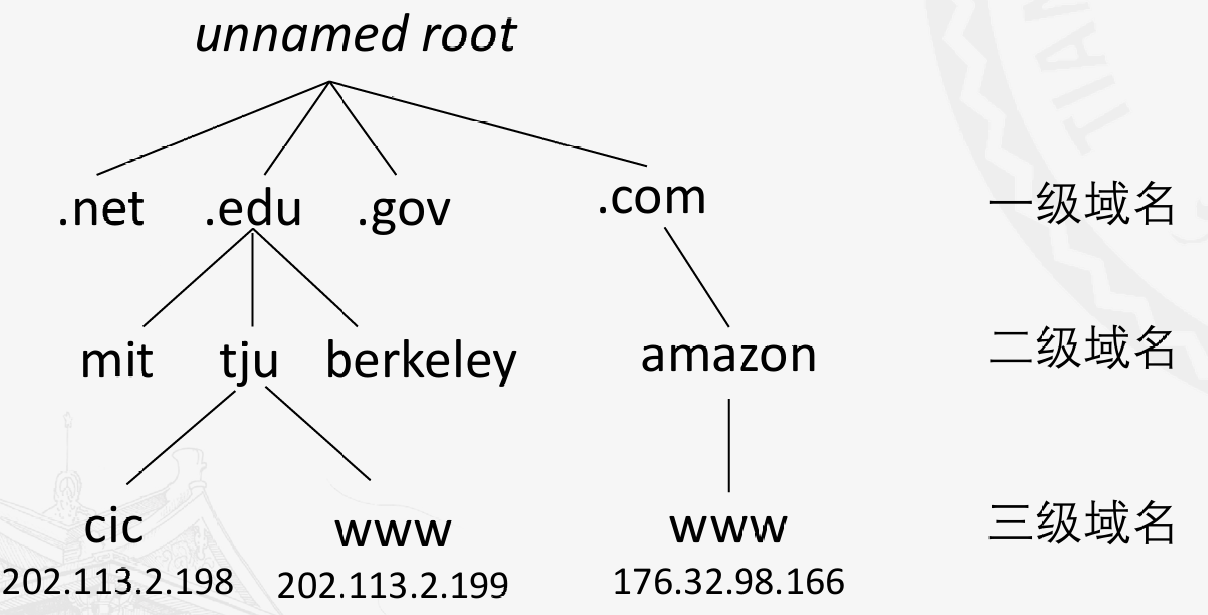 unnamed root
.net .edu .gov .com 一级域名
mit tju berkeley amazon 二级域名
cic www www 三级域名
202.113.2.198 202.113.2.199 176.32.98.166
TIAN